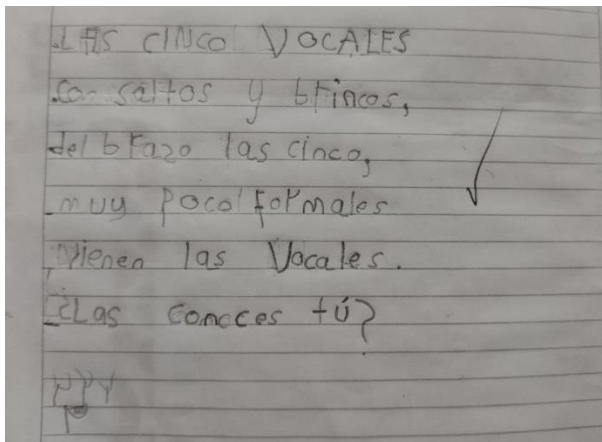 LAS CINCO VOCALES
Con saltos y brincos,
del brazo las cinco,
muy poco formales
vienen las Vocales.
¿Las conoces tú?